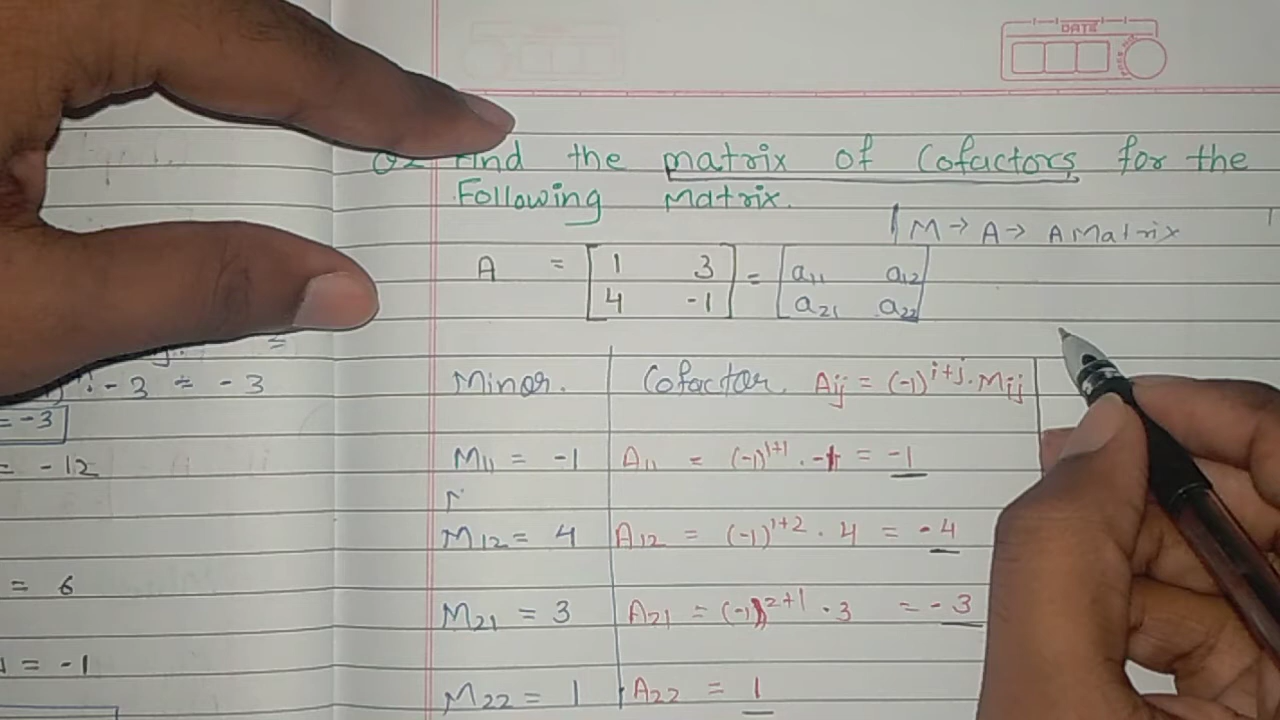 DATE
Q2 Find the matrix of Cofactors for the
Following Matrix.
M → A → A Matrix
A = [1 3 4 -1] = [a11 a12 a21 a22]
: - 3 = - 3
= -3
= -12
= 6
= -1
Minor. Cofactor Aij = (-1)^i+j . Mij
M11 = -1 A11 = (-1)^1+1 . -1 = -1
M12 = 4 A12 = (-1)^1+2 . 4 = -4
M21 = 3 A21 = (-1)^2+1 . 3 = -3
M22 = 1 A22 = 1